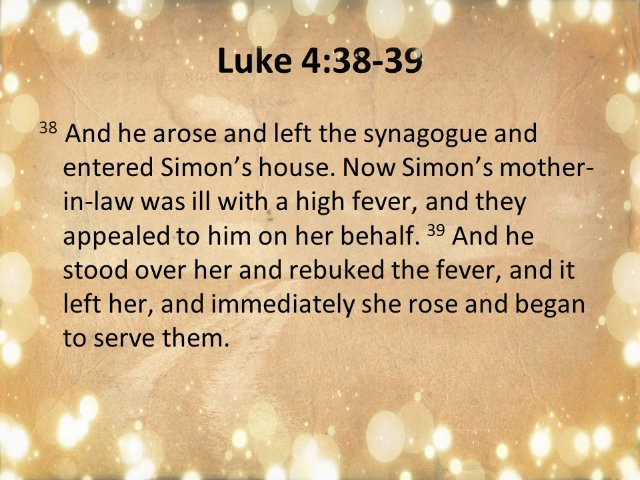 Luke 4:38-39
38 And he arose and left the synagogue and
entered Simon’s house. Now Simon’s mother-
in-law was ill with a high fever, and they
appealed to him on her behalf. 39 And he
stood over her and rebuked the fever, and it
left her, and immediately she rose and began
to serve them.